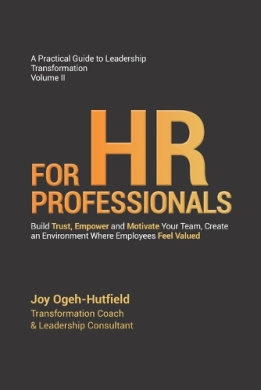 A Practical Guide to Leadership
Transformation
Volume II
FOR HR
PROFESSIONALS
Build Trust, Empower and Motivate Your Team, Create
an Environment Where Employees Feel Valued
Joy Ogeh-Hutfield
Transformation Coach
& Leadership Consultant